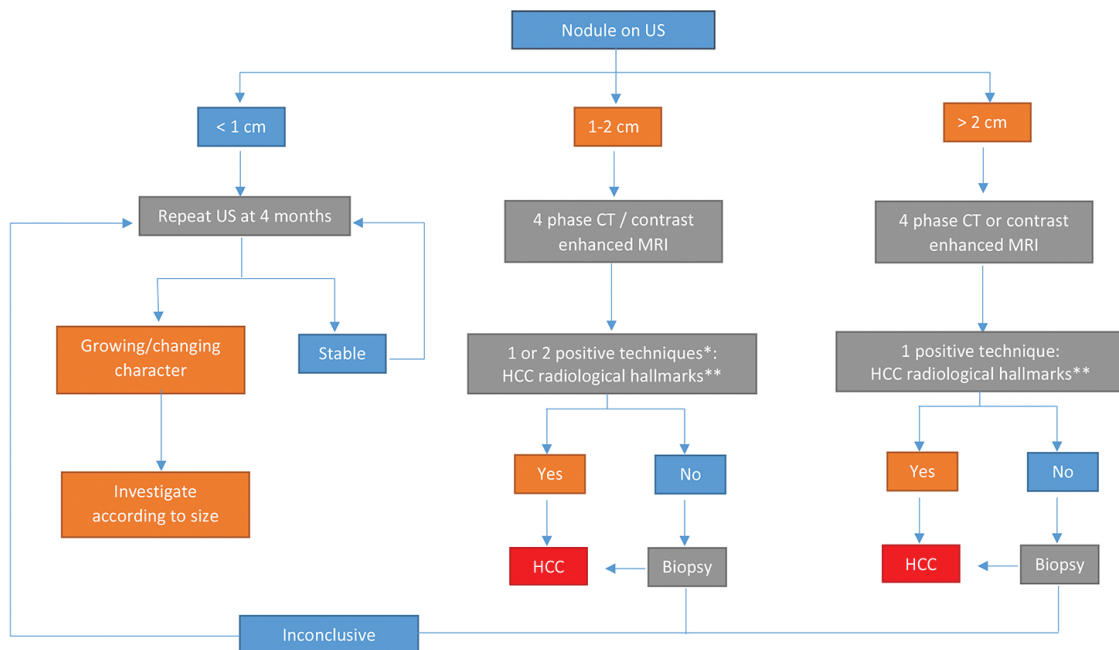 Nodule on US
< 1 cm
1-2 cm
> 2 cm
Repeat US at 4 months
4 phase CT / contrast
enhanced MRI
4 phase CT or contrast
enhanced MRI
Growing/changing
character
Stable
1 or 2 positive techniques*:
HCC radiological hallmarks**
1 positive technique:
HCC radiological hallmarks**
Investigate
according to size
Yes
No
Yes
No
HCC
Biopsy
HCC
Biopsy
Inconclusive